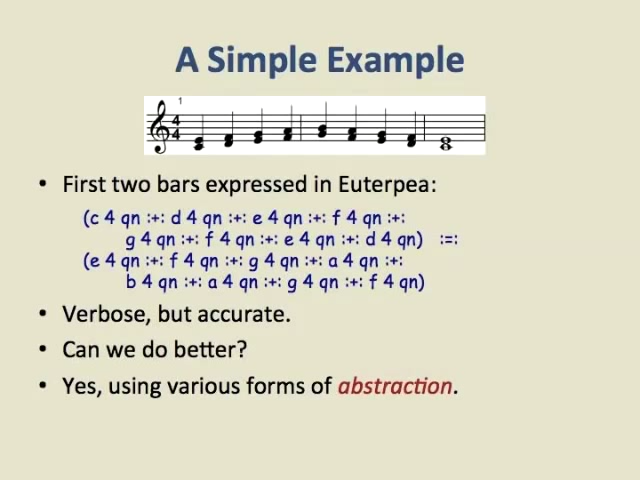 A Simple Example
1
4
4
• First two bars expressed in Euterpea:
(c 4 qn :+: d 4 qn :+: e 4 qn :+: f 4 qn :+:
g 4 qn :+: f 4 qn :+: e 4 qn :+: d 4 qn) :=:
(e 4 qn :+: f 4 qn :+: g 4 qn :+: a 4 qn :+:
b 4 qn :+: a 4 qn :+: g 4 qn :+: f 4 qn)
• Verbose, but accurate.
• Can we do better?
• Yes, using various forms of abstraction.